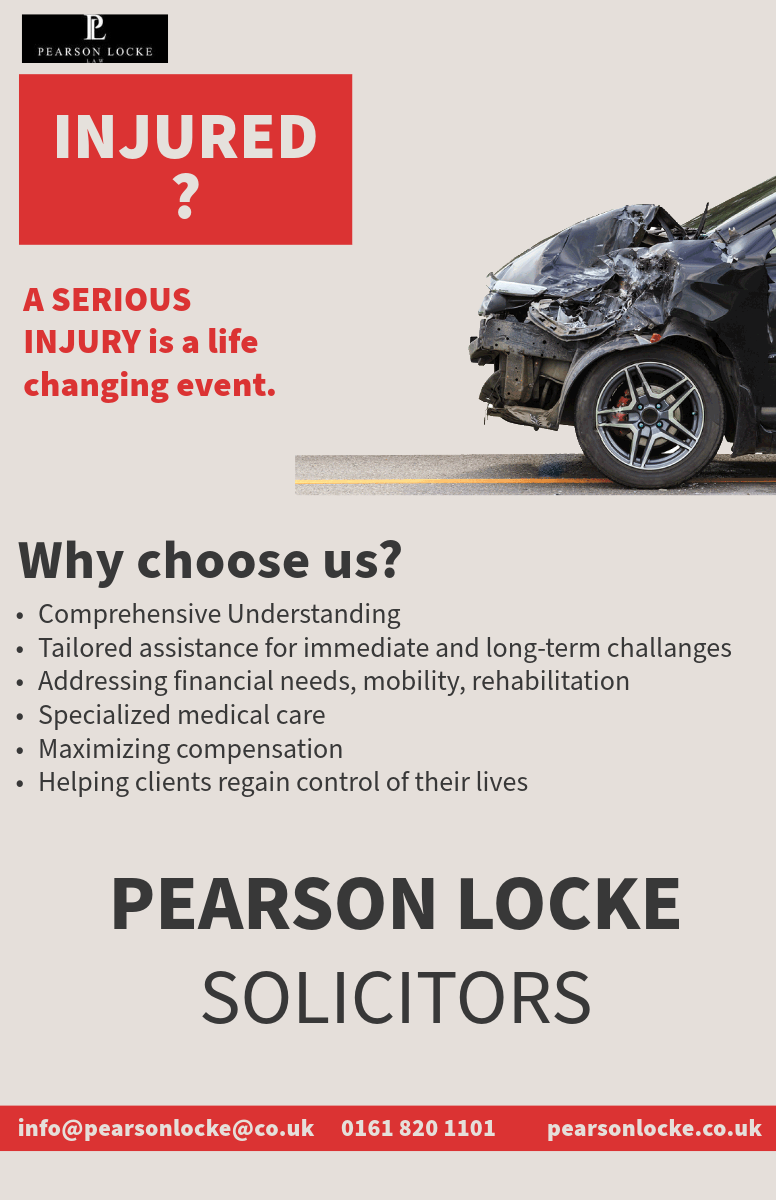 PL
PEARSON LOCKE
LAW
INJURED
?
A SERIOUS
INJURY is a life
changing event.
Why choose us?
• Comprehensive Understanding
• Tailored assistance for immediate and long-term challanges
• Addressing financial needs, mobility, rehabilitation
• Specialized medical care
• Maximizing compensation
• Helping clients regain control of their lives
PEARSON LOCKE
SOLICITORS
info@pearsonlocke@co.uk 0161 820 1101 pearsonlocke.co.uk